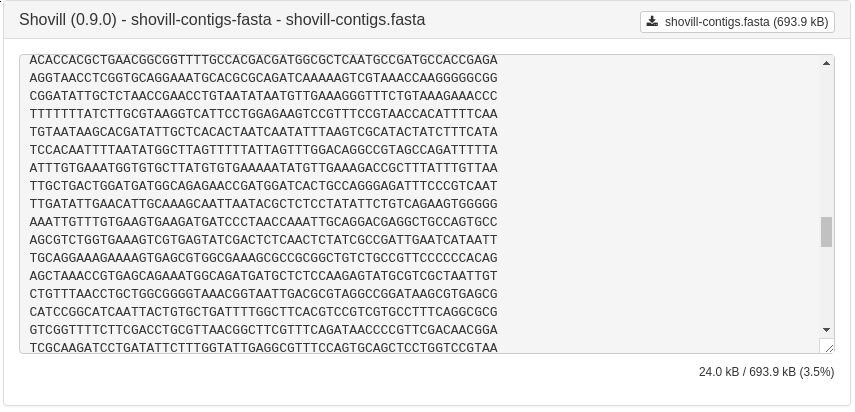 Shovill (0.9.0) - shovill-contigs-fasta - shovill-contigs.fasta
shovill-contigs.fasta (693.9 kB)
ACACCACGCTGAACGGCGGTTTTGCCACGACGATGGCGCTCAATGCCGATGCCACCGAGA
AGGTAACCTCGGTGCAGGAAATGCACGCGCAGATCAAAAAGTCGTAAACCAAGGGGGCGG
CGGATATTGCTCTAACCGAACCTGTAATATAATGTTGAAAGGGTTTCTGTAAAGAAACCC
TTTTTTTATCTTGCGTAAGGTCATTCCTGGAGAAGTCCGTTTCCGTAACCACATTTTCAA
TGTAATAAGCACGATATTGCTCACACTAATCAATATTTAAGTCGCATACTATCTTTCATA
TCCACAATTTTAATATGGCTTAGTTTTTATTAGTTTGGACAGGCCGTAGCCAGATTTTTA
ATTTGTGAAATGGTGTGCTTATGTGTGAAAAATATGTTGAAAGACCGCTTTATTTGTTAA
TTGCTGACTGGATGATGGCAGAGAACCGATGGATCACTGCCAGGGAGATTTCCCGTCAAT
TTGATATTGAACATTGCAAAGCAATTAATACGCTCTCCTATATTCTGTCAGAAGTGGGGG
AAATTGTTTGTGAAGTGAAGATGATCCCTAACCAAATTGCAGGACGAGGCTGCCAGTGCC
AGCGTCTGGTGAAAGTCGTGAGTATCGACTCTCAACTCTATCGCCGATTGAATCATAATT
TGCAGGAAAGAAAAGTGAGCGTGGCGAAAGCGCCGCGGCTGTCTGCCGTTCCCCCCACAG
AGCTAAACCGTGAGCAGAAATGGCAGATGATGCTCTCCAAGAGTATGCGTCGCTAATTGT
CTGTTTAACCTGCTGGCGGGGTAAACGGTAATTGACGCGTAGGCCGGATAAGCGTGAGCG
CATCCGGCATCAATTACTGTGCTGATTTTGGCTTCACGTCCGTCGTGCCTTTCAGGCGCG
GTCGGTTTTCTTCGACCTGCGTTAACGGCTTCGTTTCAGATAACCCCGTTCGACAACGGA
TCGCAAGATCCTGATATTCTTTGGTATTGAGGCGTTTCCAGTGCAGCTCCTGGTCCGTAA
24.0 kB / 693.9 kB (3.5%)